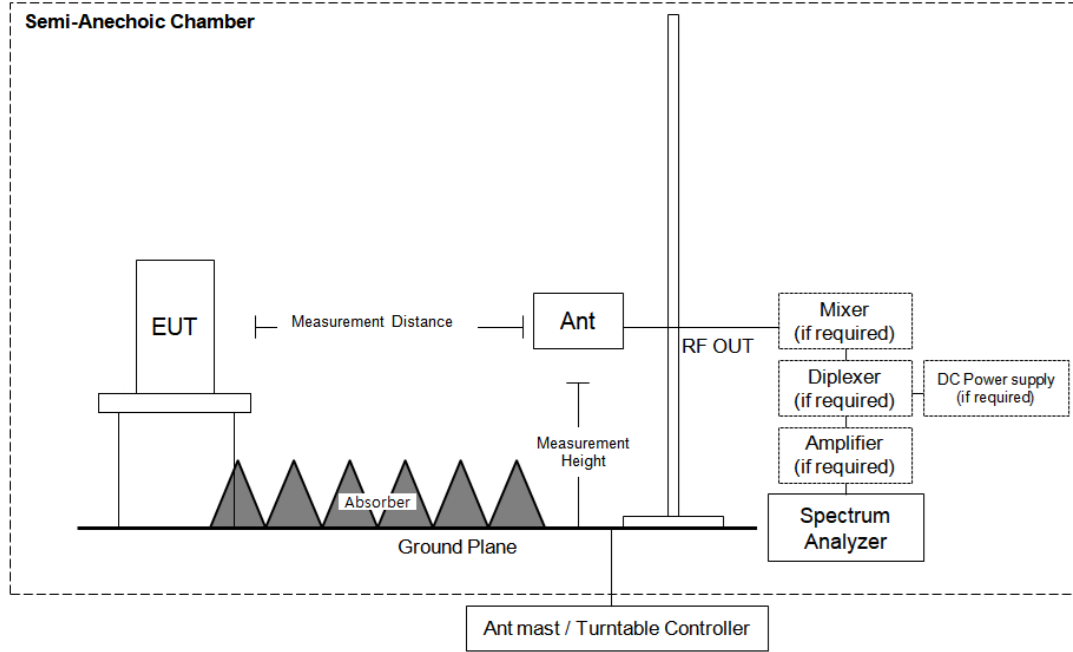 Semi-Anechoic Chamber
EUT
Measurement Distance
Ant
RF OUT
Mixer
(if required)
Diplexer
(if required)
DC Power supply
(if required)
Amplifier
(if required)
Measurement
Height
Absorber
Spectrum
Analyzer
Ground Plane
Ant mast / Turntable Controller